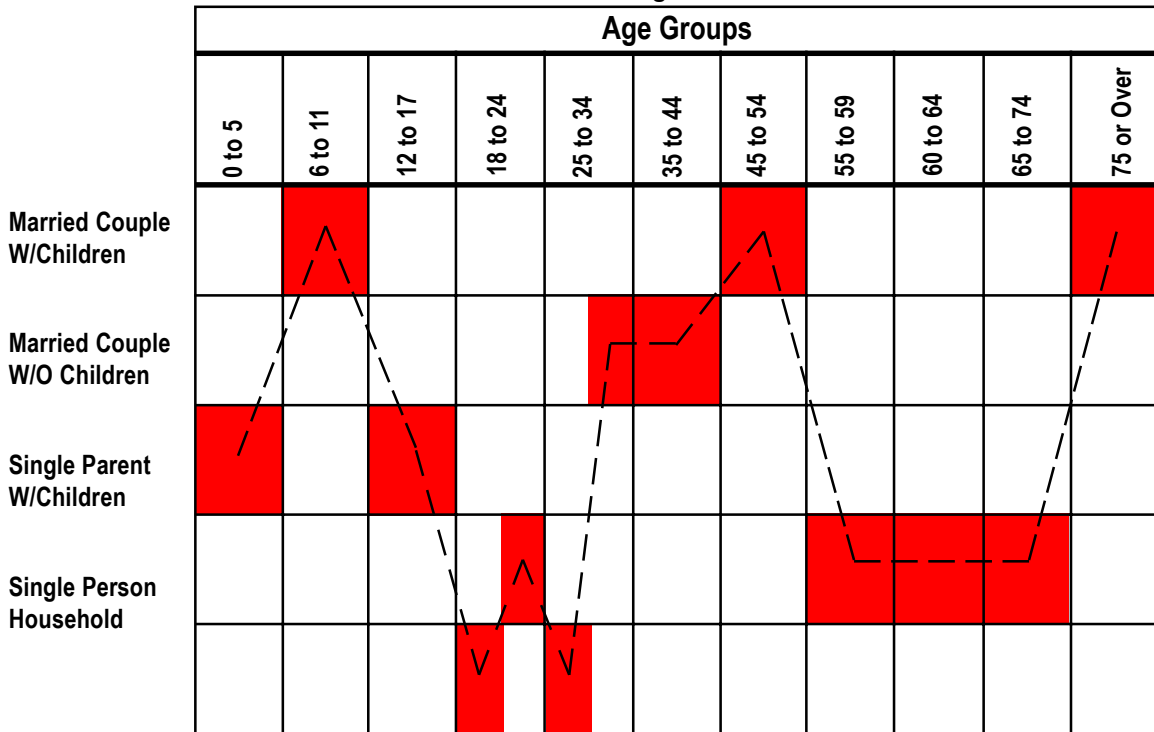 Age Groups
0 to 5
6 to 11
12 to 17
18 to 24
25 to 34
35 to 44
45 to 54
55 to 59
60 to 64
65 to 74
75 or Over
Married Couple
W/Children
Married Couple
W/O Children
Single Parent
W/Children
Single Person
Household